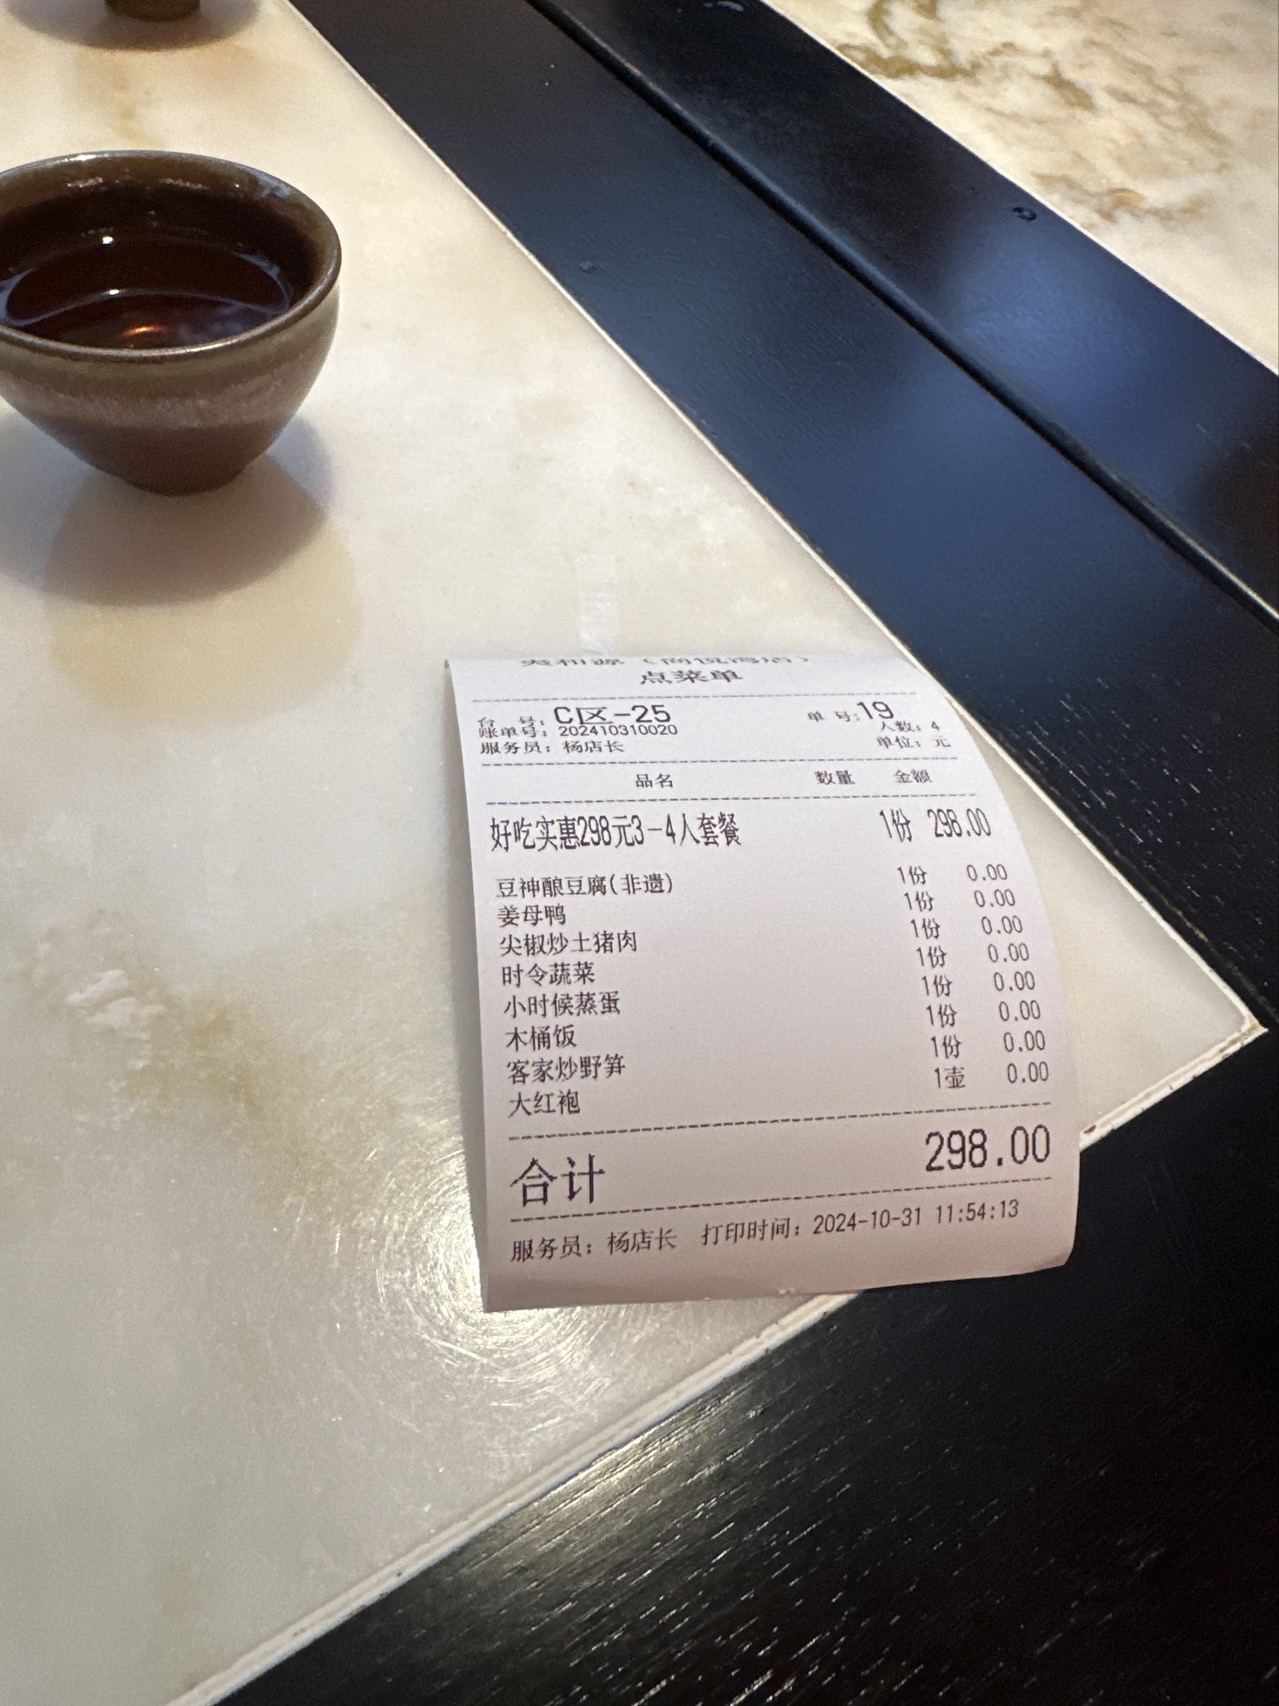 点菜单
台 号: C区-25 单 号:19
账单号: 202410310020 人数: 4
服务员: 杨店长 单位: 元
品名 数量 金额
好吃实惠298元3-4人套餐 1份 298.00
豆神酿豆腐(非遗) 1份 0.00
姜母鸭 1份 0.00
尖椒炒土猪肉 1份 0.00
时令蔬菜 1份 0.00
小时候蒸蛋 1份 0.00
木桶饭 1份 0.00
客家炒野笋 1份 0.00
大红袍 1壶 0.00
合计 298.00
服务员: 杨店长 打印时间: 2024-10-31 11:54:13